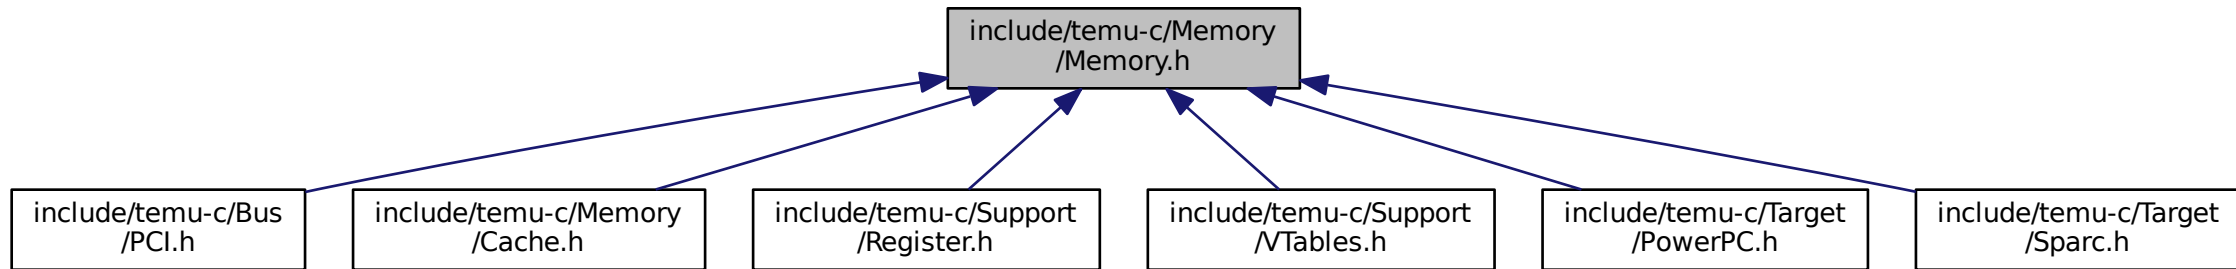 include/temu-c/Memory
/Memory.h
include/temu-c/Bus
/PCI.h
include/temu-c/Memory
/Cache.h
include/temu-c/Support
/Register.h
include/temu-c/Support
/VTables.h
include/temu-c/Target
/PowerPC.h
include/temu-c/Target
/Sparc.h